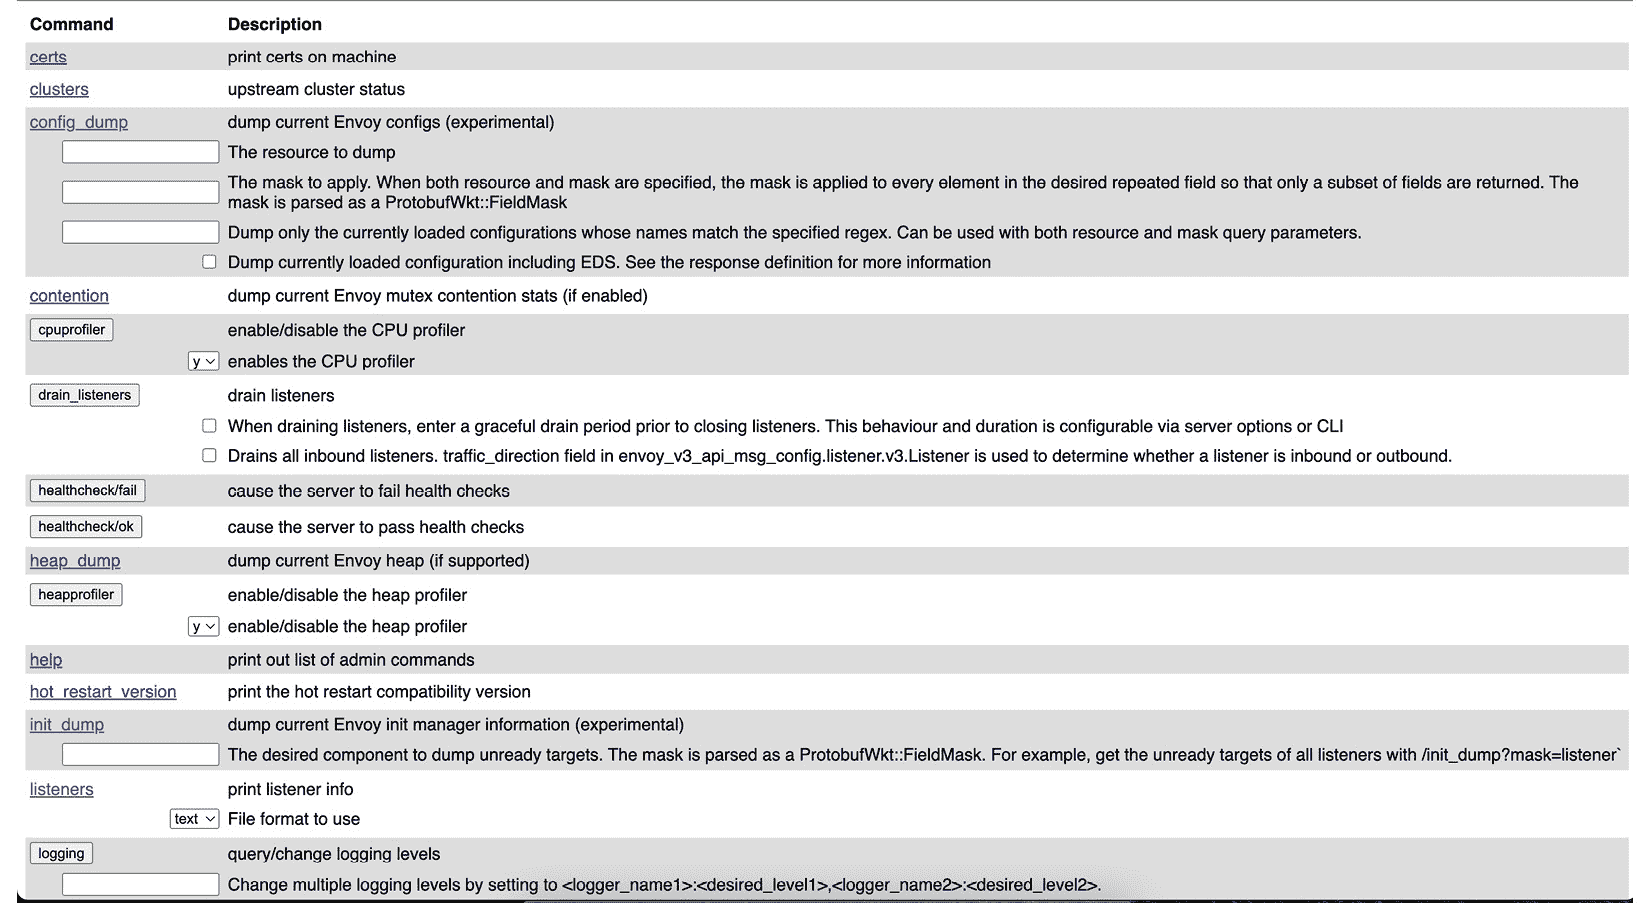 Command Description
certs print certs on machine
clusters upstream cluster status
config_dump dump current Envoy configs (experimental)
The resource to dump
The mask to apply. When both resource and mask are specified, the mask is applied to every element in the desired repeated field so that only a subset of fields are returned. The
mask is parsed as a ProtobufWkt::FieldMask
Dump only the currently loaded configurations whose names match the specified regex. Can be used with both resource and mask query parameters.
Dump currently loaded configuration including EDS. See the response definition for more information
contention dump current Envoy mutex contention stats (if enabled)
cpuprofiler enable/disable the CPU profiler
y enables the CPU profiler
drain_listeners drain listeners
When draining listeners, enter a graceful drain period prior to closing listeners. This behaviour and duration is configurable via server options or CLI
Drains all inbound listeners. traffic_direction field in envoy_v3_api_msg_config.listener.v3.Listener is used to determine whether a listener is inbound or outbound.
healthcheck/fail cause the server to fail health checks
healthcheck/ok cause the server to pass health checks
heap_dump dump current Envoy heap (if supported)
heapprofiler enable/disable the heap profiler
y enable/disable the heap profiler
help print out list of admin commands
hot_restart_version print the hot restart compatibility version
init_dump dump current Envoy init manager information (experimental)
The desired component to dump unready targets. The mask is parsed as a ProtobufWkt::FieldMask. For example, get the unready targets of all listeners with /init_dump?mask=listener`
listeners print listener info
text File format to use
logging query/change logging levels
Change multiple logging levels by setting to <logger_name1>:<desired_level1>,<logger_name2>:<desired_level2>.